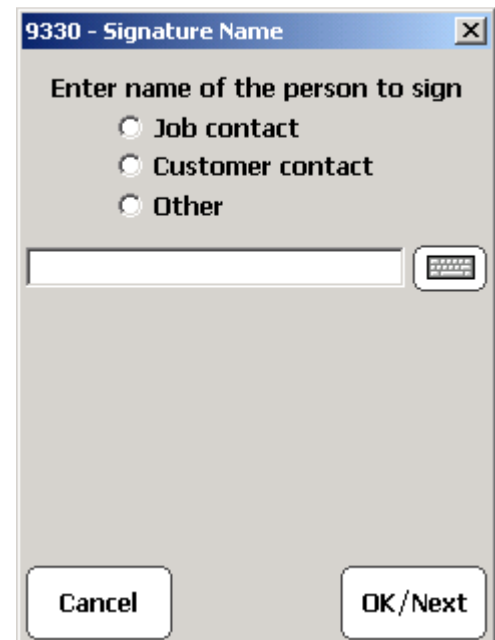 9330 - Signature Name
Enter name of the person to sign
Job contact
Customer contact
Other
Cancel
OK/Next